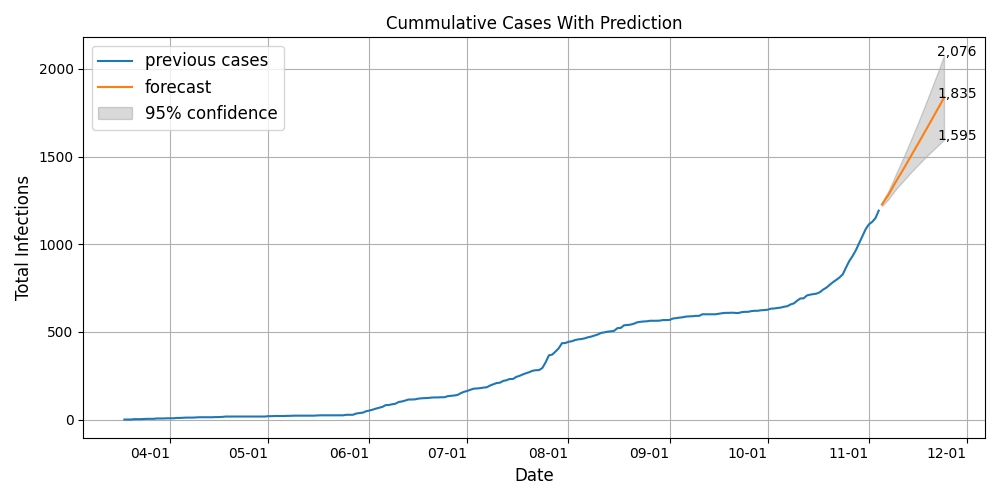 Cummulative Cases With Prediction
previous cases
forecast
95% confidence
2,076
1,835
1,595
Total Infections
2000
1500
1000
500
0
04-01
05-01
06-01
07-01
08-01
09-01
10-01
11-01
12-01
Date